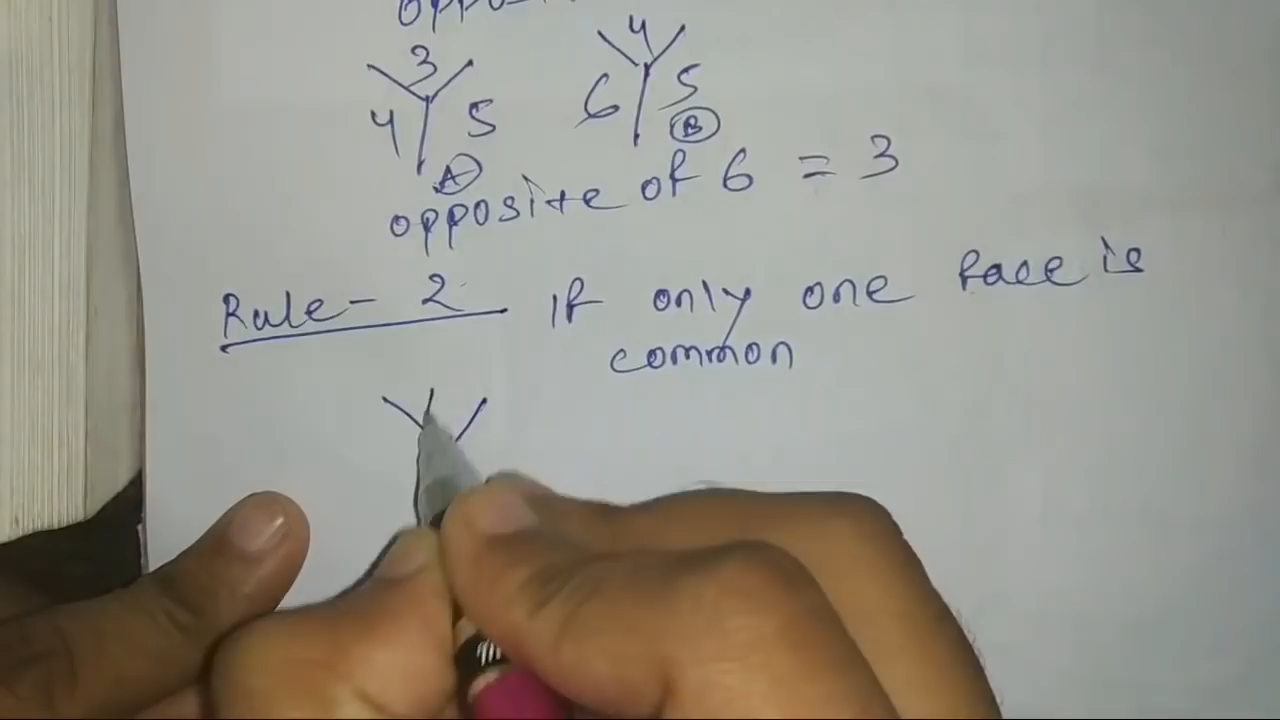 3 4
4 5 6 5
A B
opposite of 6 = 3
Rule - 2 If only one face is
common